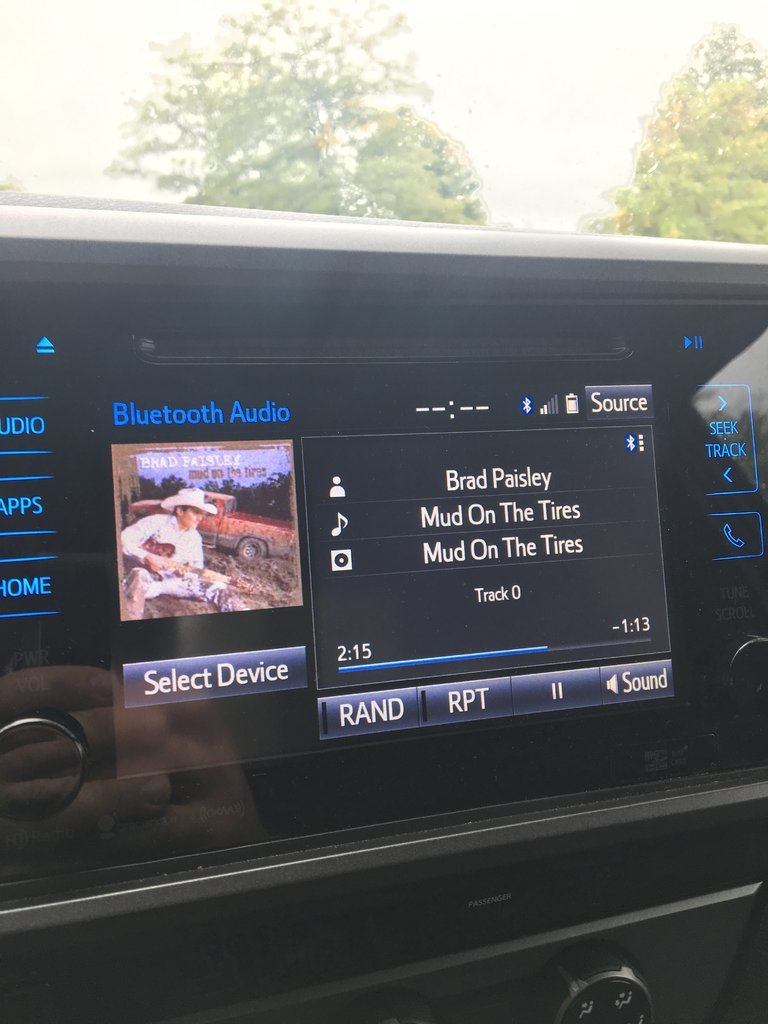 Bluetooth Audio
--:--
Source
BRAD PAISLEY
mud on the tires
Brad Paisley
Mud On The Tires
Mud On The Tires
Track 0
2:15
-1:13
Select Device
RAND
RPT
Sound
UDIO
APPS
HOME
PWR
VOL
SEEK
TRACK
TUNE
SCROLL
PASSENGER